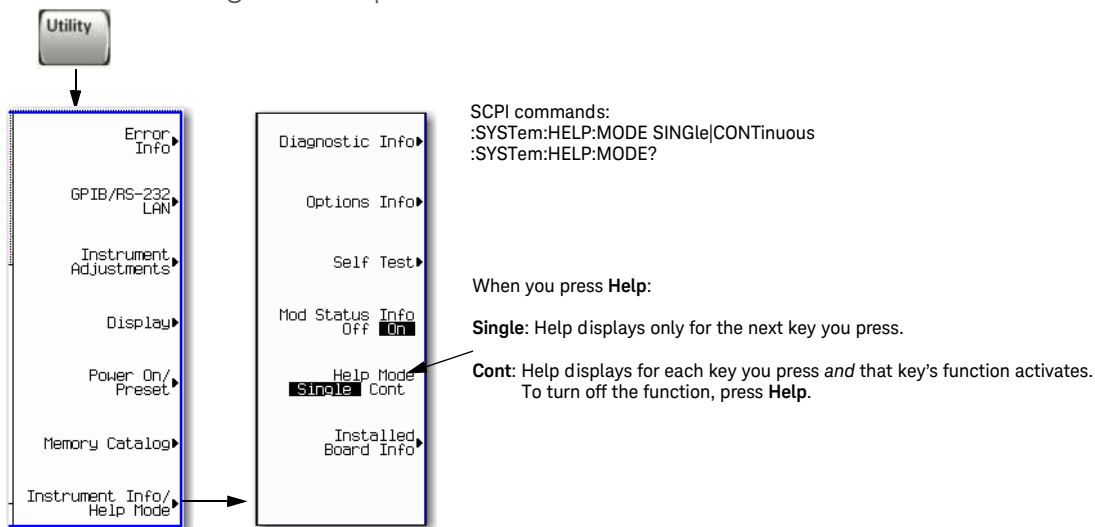 Utility
Error
Info
GPIB/RS-232
LAN
Instrument
Adjustments
Display
Power On/
Preset
Memory Catalog
Instrument Info/
Help Mode
Diagnostic Info
Options Info
Self Test
Mod Status Info
Off On
Help Mode
Single Cont
Installed
Board Info
SCPI commands:
:SYSTem:HELP:MODE SINGle|CONTinuous
:SYSTem:HELP:MODE?
When you press Help:
Single: Help displays only for the next key you press.
Cont: Help displays for each key you press and that key's function activates.
To turn off the function, press Help.